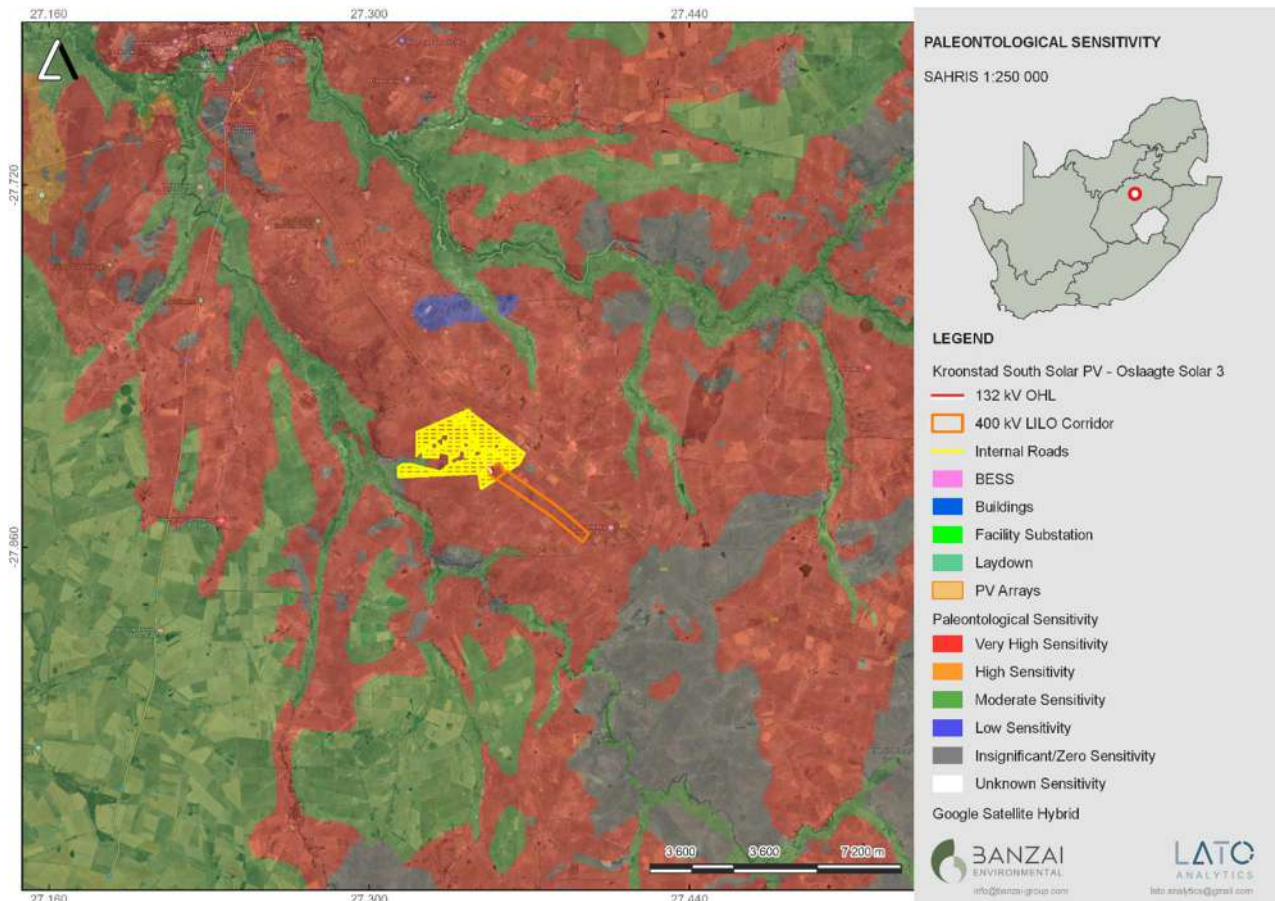 27.160
27.300
27.440
PALEONTOLOGICAL SENSITIVITY
SAHRIS 1:250 000
-27.720
-27.860
LEGEND
Kroonstad South Solar PV - Oslaagte Solar 3
132 kV OHL
400 kV LILO Corridor
Internal Roads
BESS
Buildings
Facility Substation
Laydown
PV Arrays
Paleontological Sensitivity
Very High Sensitivity
High Sensitivity
Moderate Sensitivity
Low Sensitivity
Insignificant/Zero Sensitivity
Unknown Sensitivity
Google Satellite Hybrid
3 600
3 600
7 200 m
BANZAI
ENVIRONMENTAL
info@banzai-group.com
LATO
ANALYTICS
lato.analytics@gmail.com
27.160
27.300
27.440